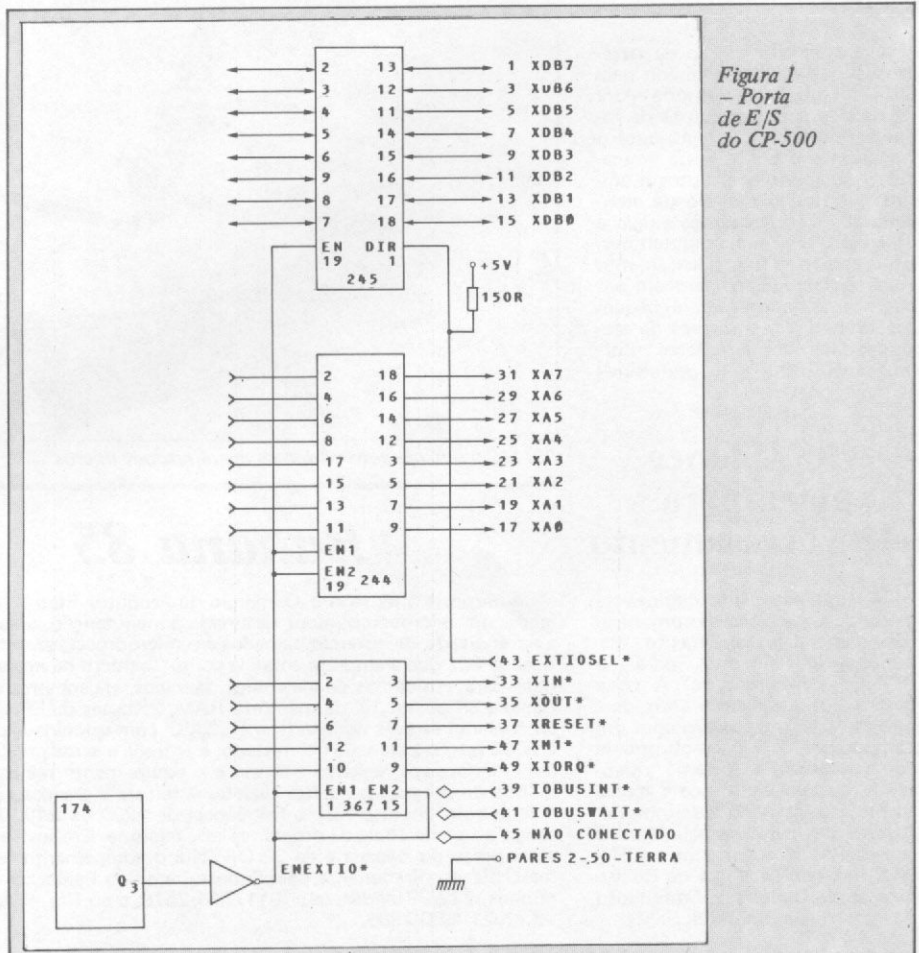 Figura 1
– Porta
de E/S
do CP-500
2 13 1 XDB7
3 12 3 XuB6
4 11 5 XDB5
5 14 7 XDB4
6 15 9 XDB3
9 16 11 XDB2
8 17 13 XDB1
7 18 15 XDB0
EN DIR
19 1
245
+5V
150R
2 18 31 XA7
4 16 29 XA6
6 14 27 XA5
8 12 25 XA4
17 3 23 XA3
15 5 21 XA2
13 7 19 XA1
11 9 17 XA0
EN1
EN2
19 244
43 EXTIOSEL*
2 3 33 XIN*
4 5 35 XOUT*
6 7 37 XRESET*
12 11 47 XM1*
10 9 49 XIORQ*
EN1 EN2
1 367 15
39 IOBUSINT*
41 IOBUSWAIT*
45 NÃO CONECTADO
PARES 2-50-TERRA
174
Q3
ENEXTIO*